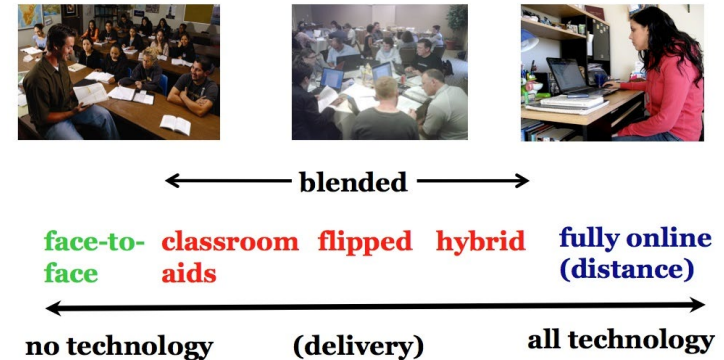 blended
face-to-face
classroom aids
flipped
hybrid
fully online (distance)
no technology
(delivery)
all technology